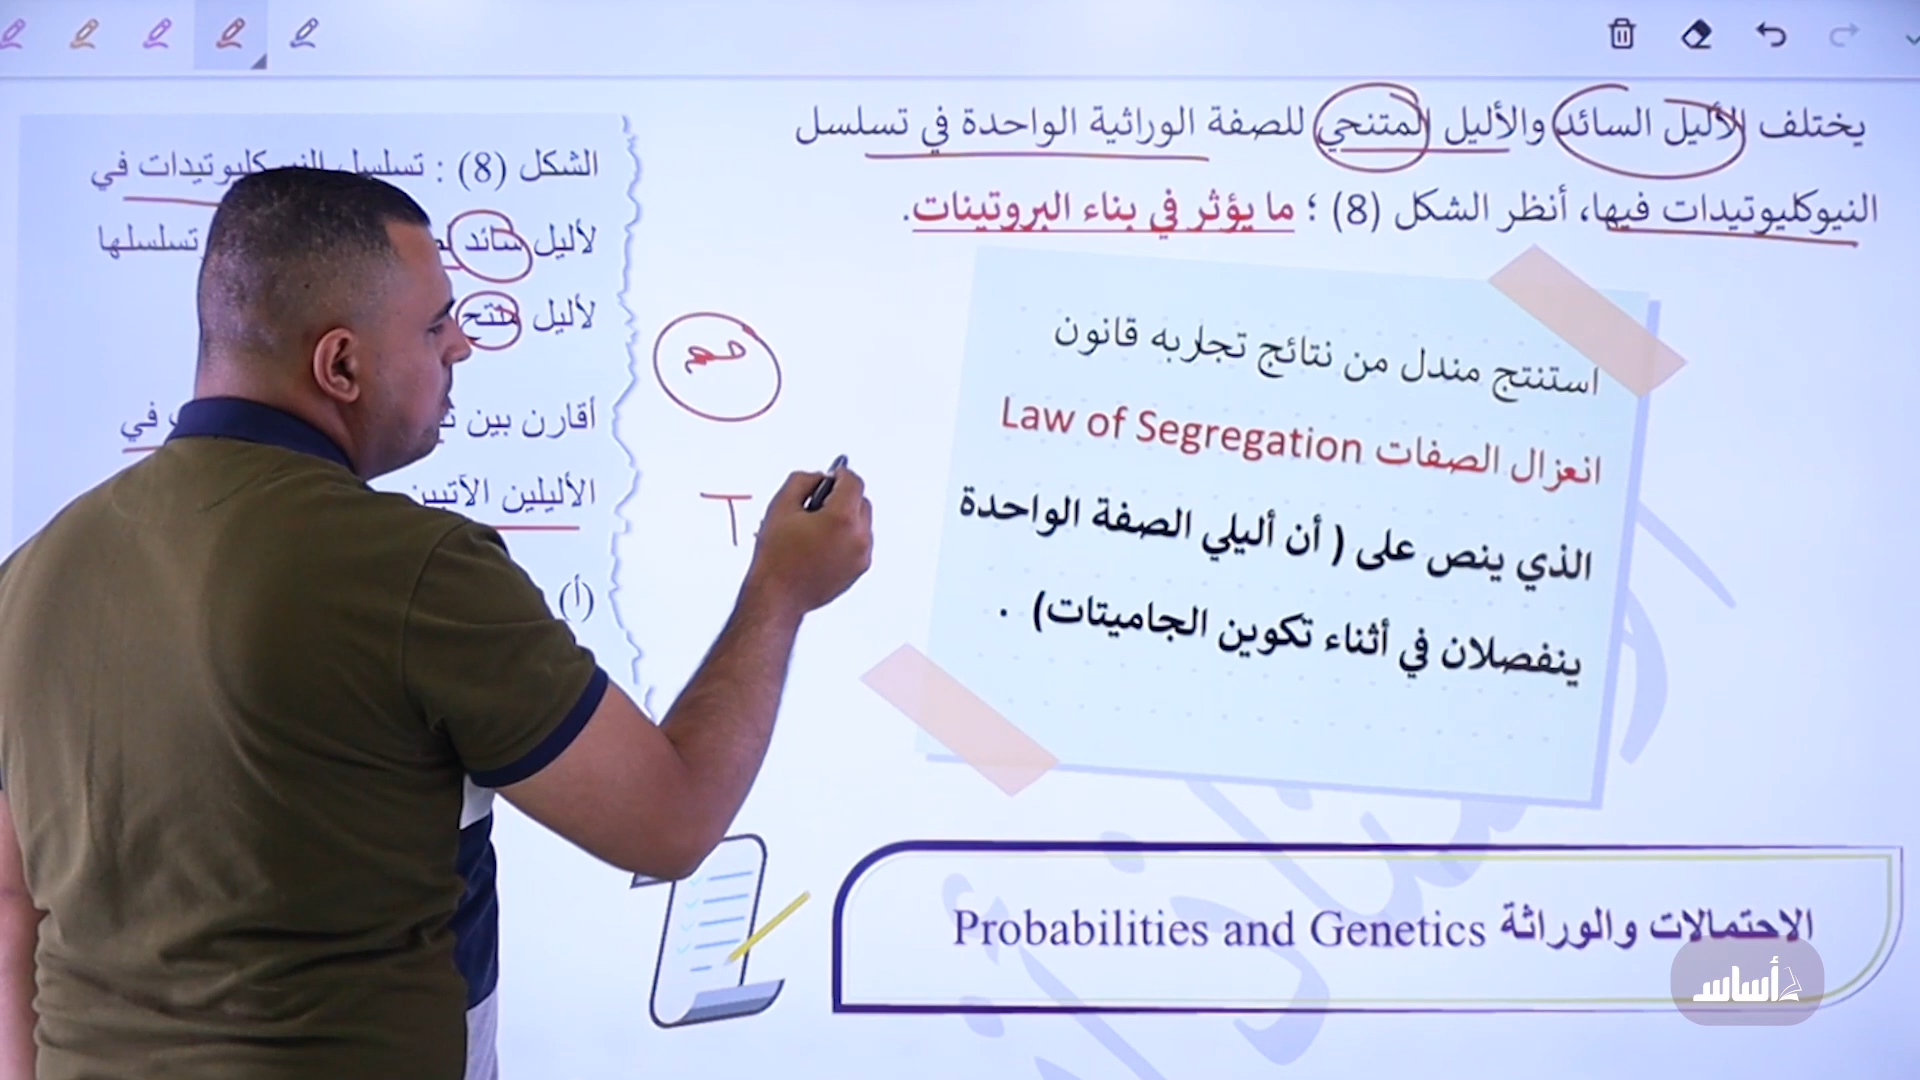 يختلف الأليل السائد والأليل المتنحي للصفة الوراثية الواحدة في تسلسل
النيوكليوتيدات فيها، أنظر الشكل (8) ؛ ما يؤثر في بناء البروتينات.
استنتج مندل من نتائج تجاربه قانون
انعزال الصفات Law of Segregation
الذي ينص على ( أن أليلي الصفة الواحدة
ينفصلان في أثناء تكوين الجاميتات) .
الشكل (8) : تسلسل النيوكليوتيدات في
لأليل سائد تسلسلها
لأليل متنح
أقارن بين في
الأليلين الآتيين
(أ)
T
الاحتمالات والوراثة Probabilities and Genetics
أساس